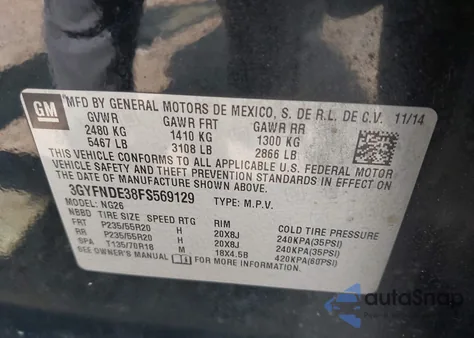 GM
MFD BY GENERAL MOTORS DE MEXICO, S. DE R.L. DE C.V. 11/14
GVWR GAWR FRT GAWR RR
2480 KG 1410 KG 1300 KG
5467 LB 3108 LB 2866 LB
THIS VEHICLE CONFORMS TO ALL APPLICABLE U.S. FEDERAL MOTOR
VEHICLE SAFETY AND THEFT PREVENTION STANDARDS IN EFFECT ON
THE DATE OF MANUFACTURE SHOWN ABOVE.
3GYFNDE38FS569129 TYPE: M.P.V.
MODEL: NG26
NBBD TIRE SIZE SPEED RTG RIM COLD TIRE PRESSURE
FRT P235/55R20 H 20X8J 240KPA(35PSI)
RR P235/55R20 H 20X8J 240KPA(35PSI)
SPA T135/70R18 M 18X4.5B 420KPA(60PSI)
SEE OWNER'S MANUAL FOR MORE INFORMATION.
autoSnap